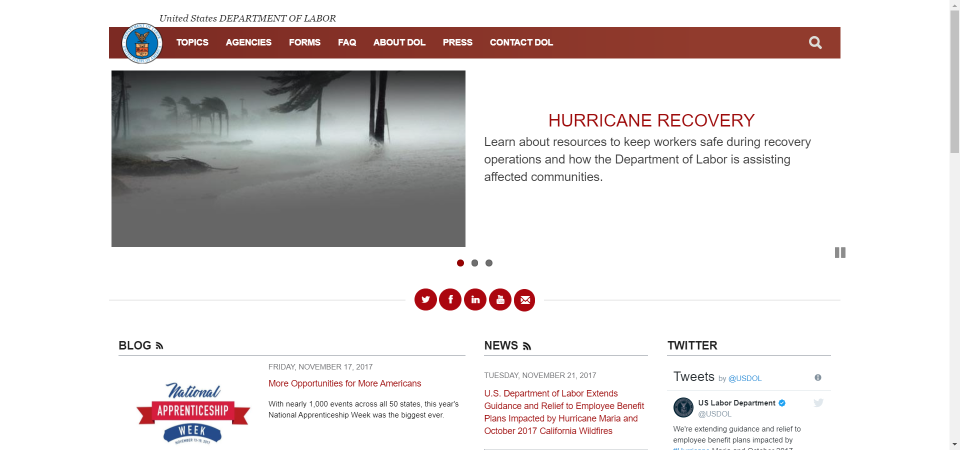 United States DEPARTMENT OF LABOR
TOPICS AGENCIES FORMS FAQ ABOUT DOL PRESS CONTACT DOL
HURRICANE RECOVERY
Learn about resources to keep workers safe during recovery
operations and how the Department of Labor is assisting
affected communities.
BLOG
FRIDAY, NOVEMBER 17, 2017
More Opportunities for More Americans
With nearly 1,000 events across all 50 states, this year's
National Apprenticeship Week was the biggest ever.
National
APPRENTICESHIP
WEEK
NEWS
TUESDAY, NOVEMBER 21, 2017
U.S. Department of Labor Extends
Guidance and Relief to Employee Benefit
Plans Impacted by Hurricane Maria and
October 2017 California Wildfires
TWITTER
Tweets by @USDOL
US Labor Department
@USDOL
We're extending guidance and relief to
employee benefit plans impacted by
#Hurricane Maria and October 2017